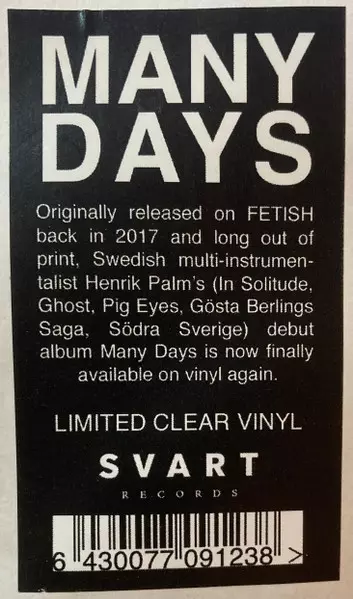 MANY
DAYS
Originally released on FETISH
back in 2017 and long out of
print, Swedish multi-instrumen-
talist Henrik Palm's (In Solitude,
Ghost, Pig Eyes, Gösta Berlings
Saga, Södra Sverige) debut
album Many Days is now finally
available on vinyl again.
LIMITED CLEAR VINYL
SVART
RECORDS
6 430077 091238 >